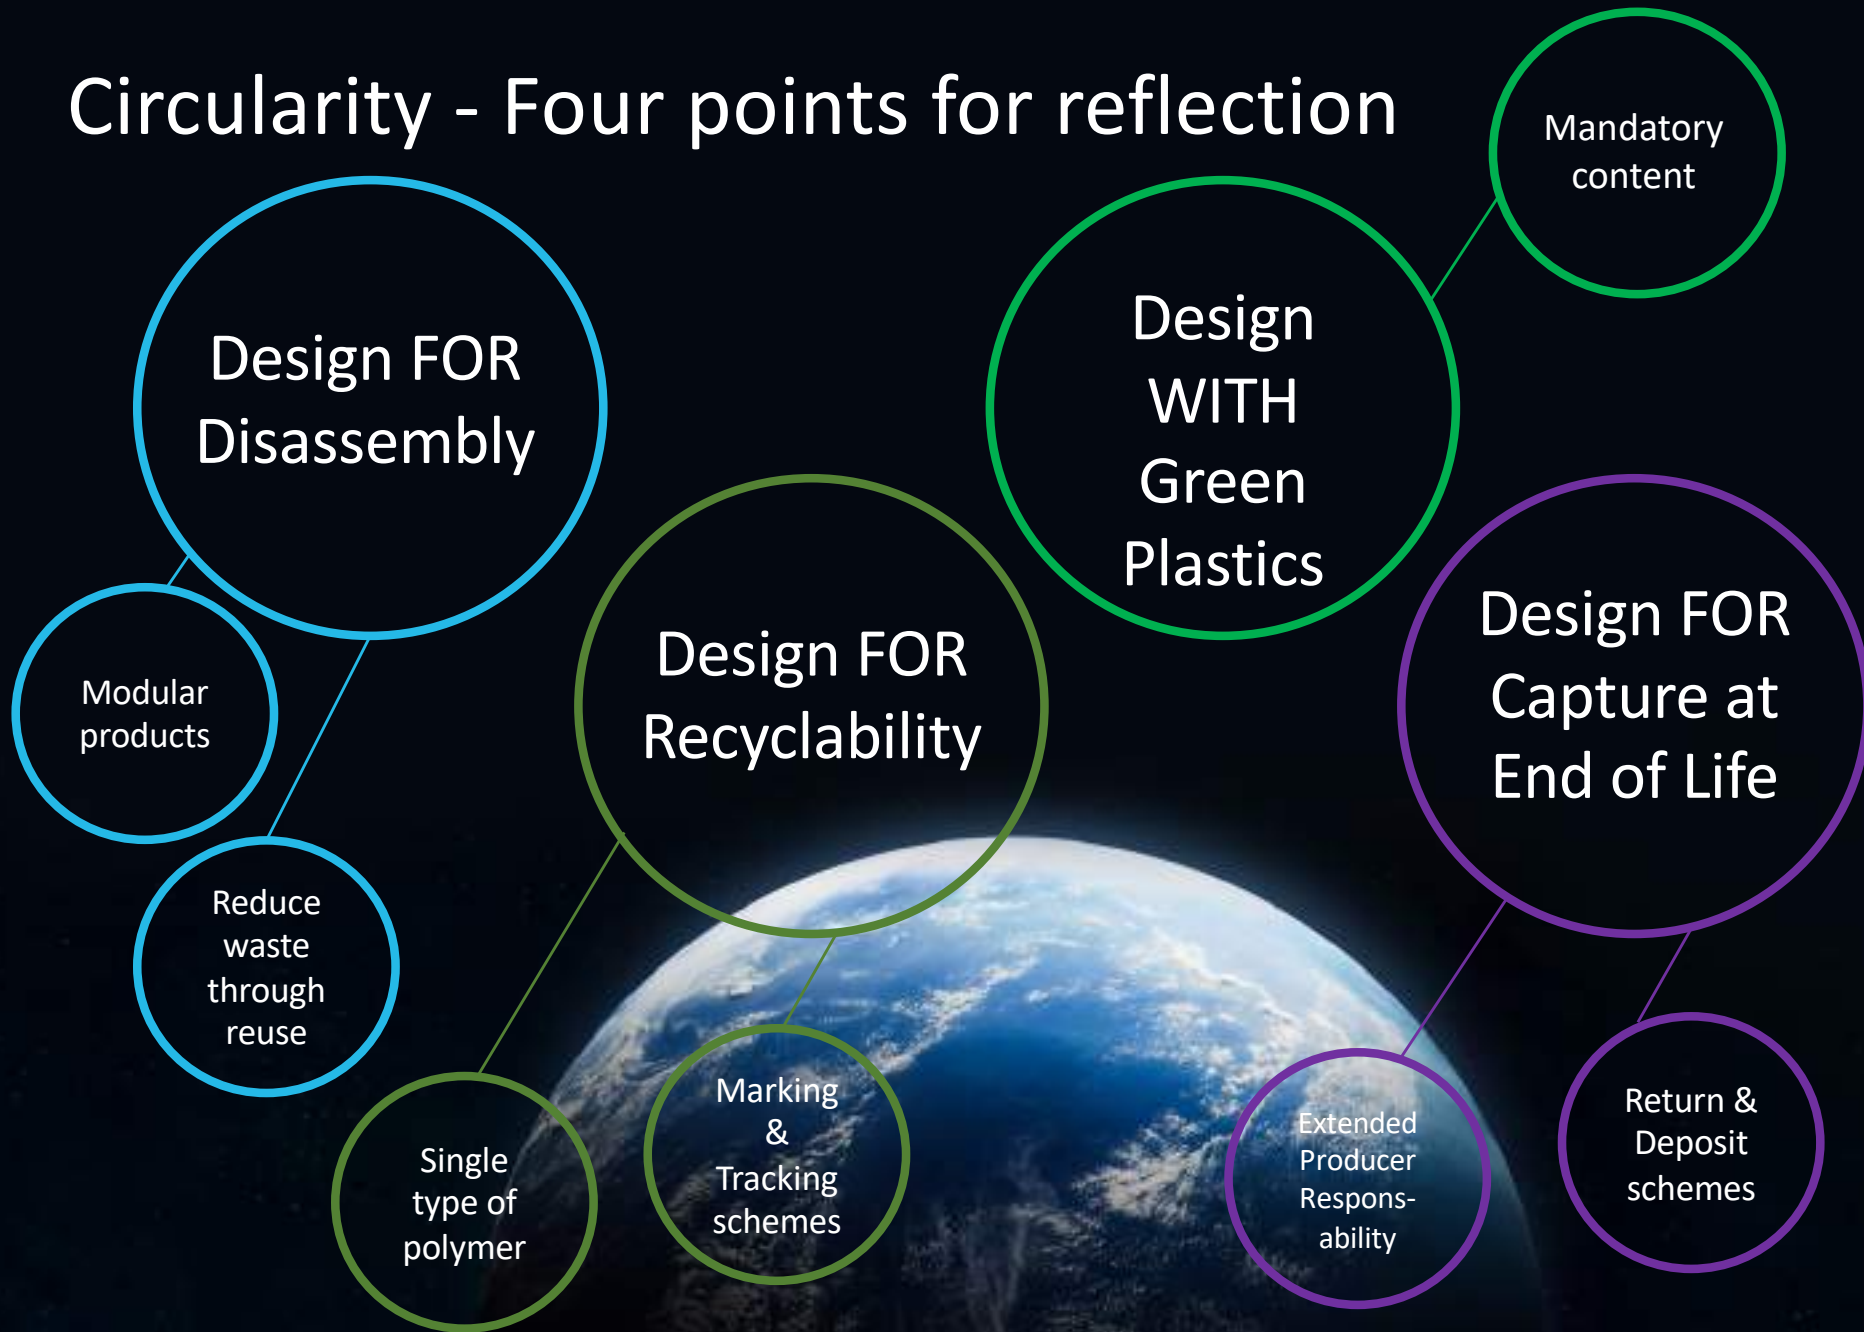 Circularity - Four points for reflection
Mandatory
content
Design FOR
Disassembly
Modular
products
Reduce
waste
through
reuse
Design FOR
Recyclability
Single
type of
polymer
Marking
&
Tracking
schemes
Design
WITH
Green
Plastics
Design FOR
Capture at
End of Life
Extended
Producer
Respons-
ability
Return &
Deposit
schemes